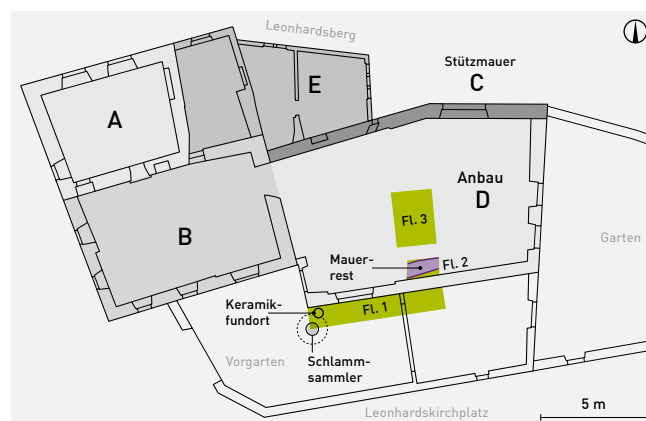 Leonhardsberg
Stützmauer
C
E
A
Anbau
D
Fl. 3
B
Garten
Mauer-
rest
Fl. 2
Keramik-
fundort
Fl. 1
Vorgarten
Schlamm-
sammler
Leonhardskirchplatz
5 m